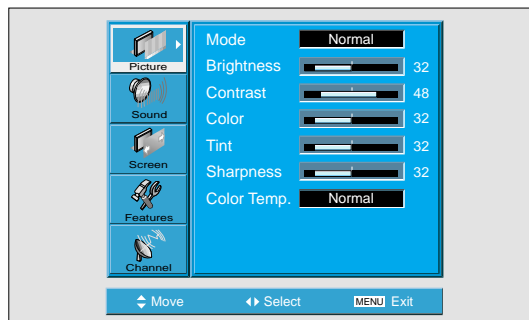 Picture
Sound
Screen
Features
Channel
Mode Normal
Brightness 32
Contrast 48
Color 32
Tint 32
Sharpness 32
Color Temp. Normal
Move Select MENU Exit